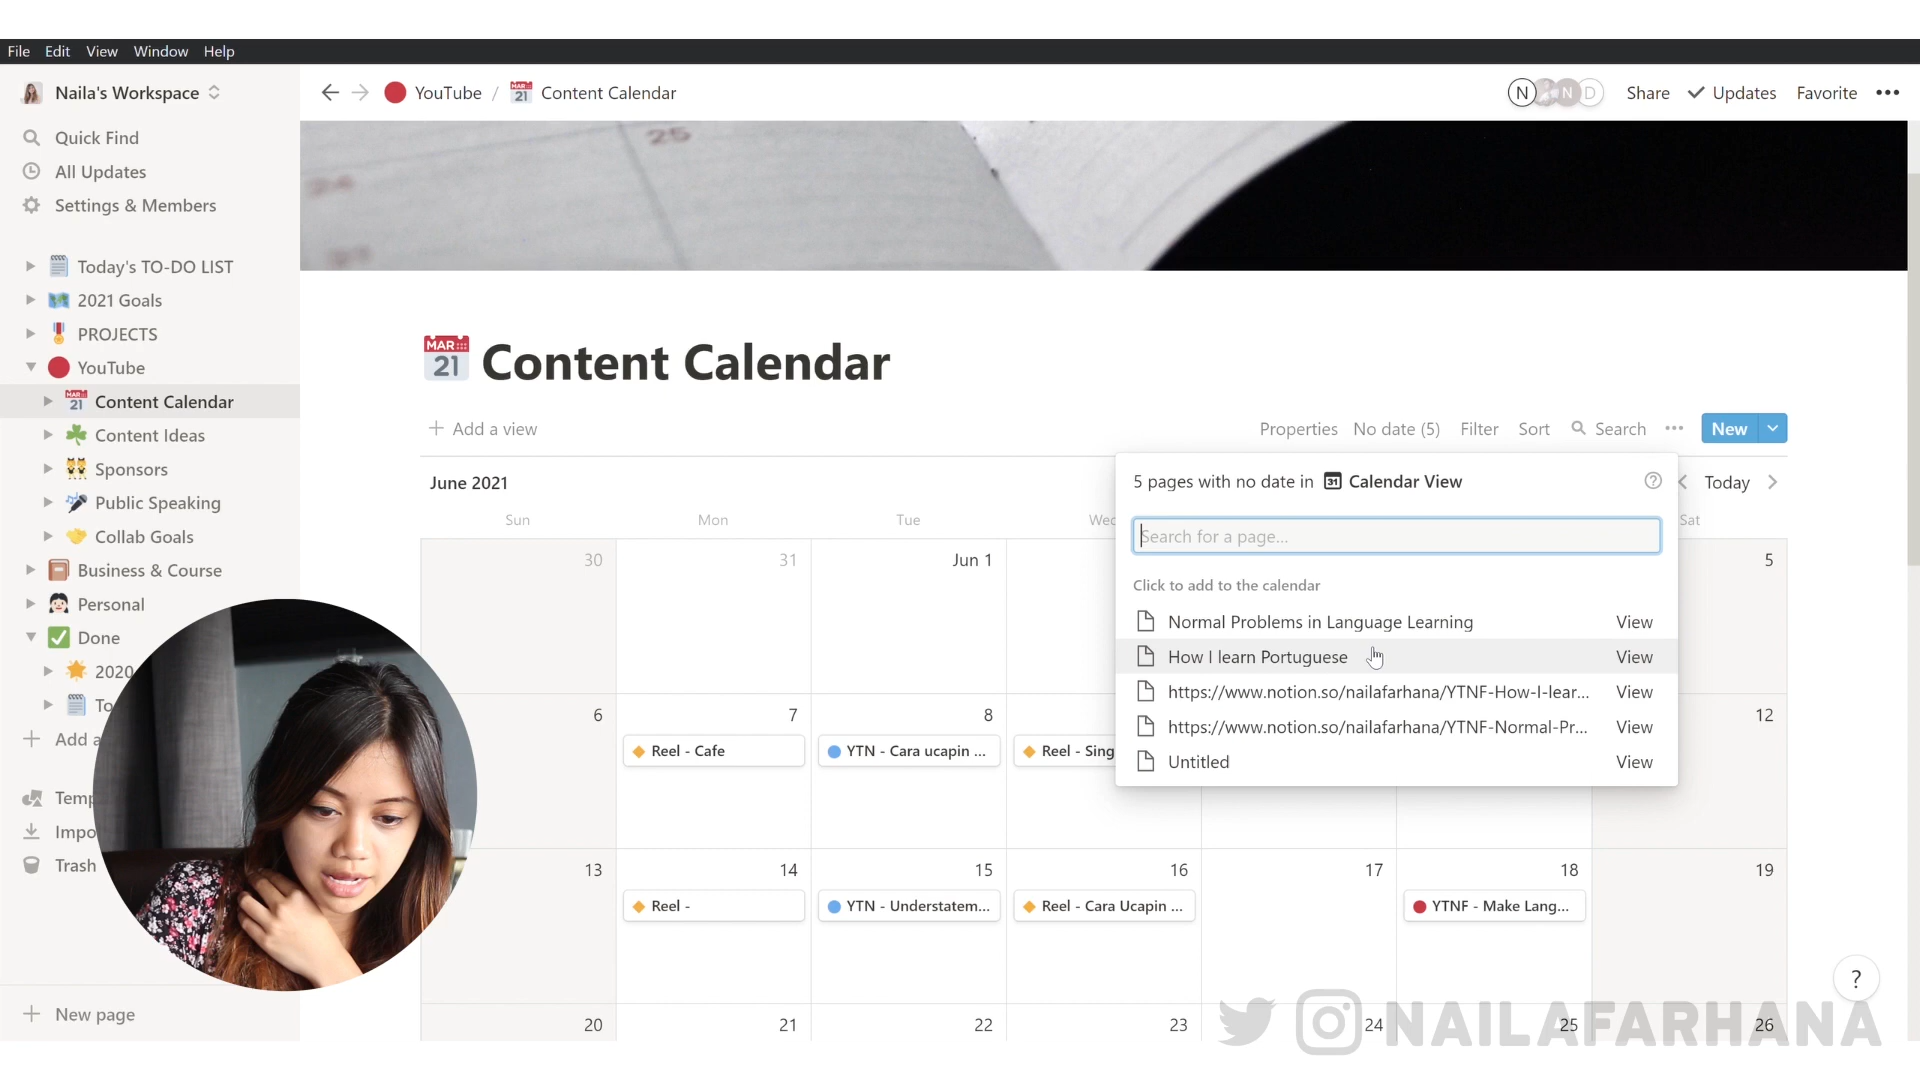 File Edit View Window Help
Naila's Workspace
YouTube / Content Calendar
N N D Share Updates Favorite
Quick Find
All Updates
Settings & Members
25
Today's TO-DO LIST
2021 Goals
PROJECTS
YouTube
Content Calendar
Content Ideas
Sponsors
Public Speaking
Collab Goals
Business & Course
Personal
Done
2020
Add
New page
MAR 21 Content Calendar
Add a view
Properties No date (5) Filter Sort Search New
June 2021
Today
Sun Mon Tue Sat
5 pages with no date in 31 Calendar View
Search for a page...
Click to add to the calendar
Normal Problems in Language Learning View
How I learn Portuguese View
https://www.notion.so/nailafarhana/YTNF-How-I-lear... View
https://www.notion.so/nailafarhana/YTNF-Normal-Pr... View
Untitled View
30 31 Jun 1 5
6 7 8 12
Reel - Cafe YTN - Cara ucapin ... Reel - Sing
13 14 15 16 17 18 19
Reel - YTN - Understatem... Reel - Cara Ucapin ... YTNF - Make Lang...
20 21 22 23 24 25 26
Trash
?
NAILAFARHANA